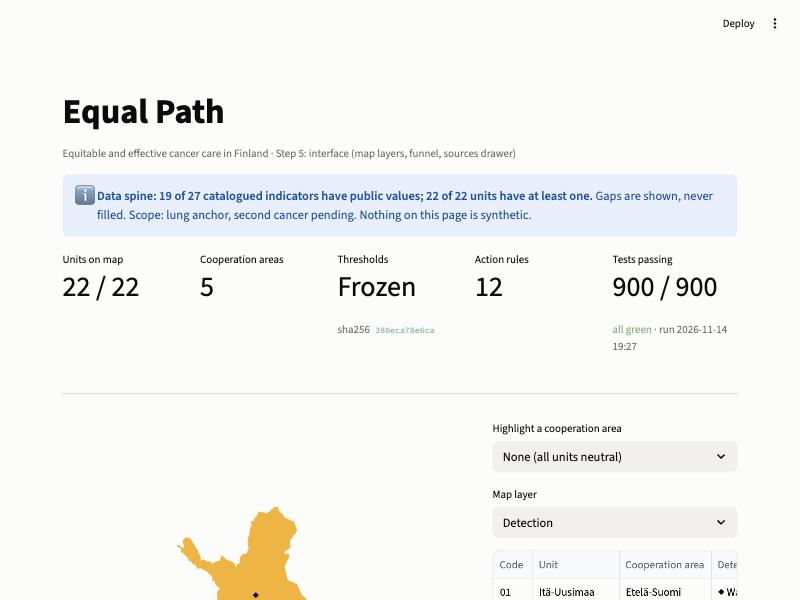 Deploy
Equal Path
Equitable and effective cancer care in Finland · Step 5: interface (map layers, funnel, sources drawer)
Data spine: 19 of 27 catalogued indicators have public values; 22 of 22 units have at least one. Gaps are shown, never
filled. Scope: lung anchor, second cancer pending. Nothing on this page is synthetic.
Units on map
22 / 22
Cooperation areas
5
Thresholds
Frozen
sha256 380eca78e6ca
Action rules
12
Tests passing
900 / 900
all green · run 2026-11-14
19:27
Highlight a cooperation area
None (all units neutral)
Map layer
Detection
Code Unit Cooperation area
01 Itä-Uusimaa Etelä-Suomi